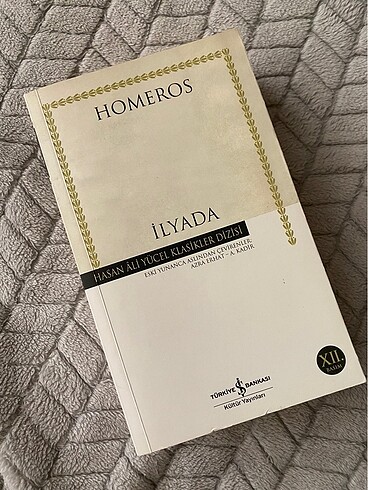 HOMEROS
İLYADA
HASAN ÂLİ YÜCEL KLASİKLER DİZİSİ
ESKİ YUNANCA ASLINDAN ÇEVİRENLER:
AZRA ERHAT – A. KADİR
XII.
BASIM
TÜRKİYE İŞ BANKASI
Kültür Yayınları